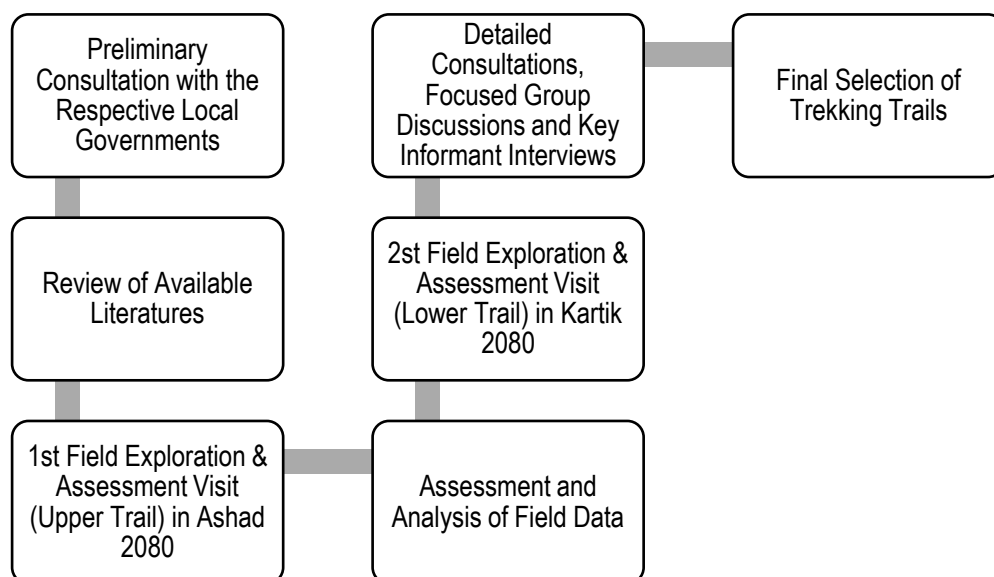 Preliminary
Consultation with the
Respective Local
Governments
Review of Available
Literatures
1st Field Exploration &
Assessment Visit
(Upper Trail) in Ashad
2080
Assessment and
Analysis of Field Data
2st Field Exploration &
Assessment Visit
(Lower Trail) in Kartik
2080
Detailed
Consultations,
Focused Group
Discussions and Key
Informant Interviews
Final Selection of
Trekking Trails